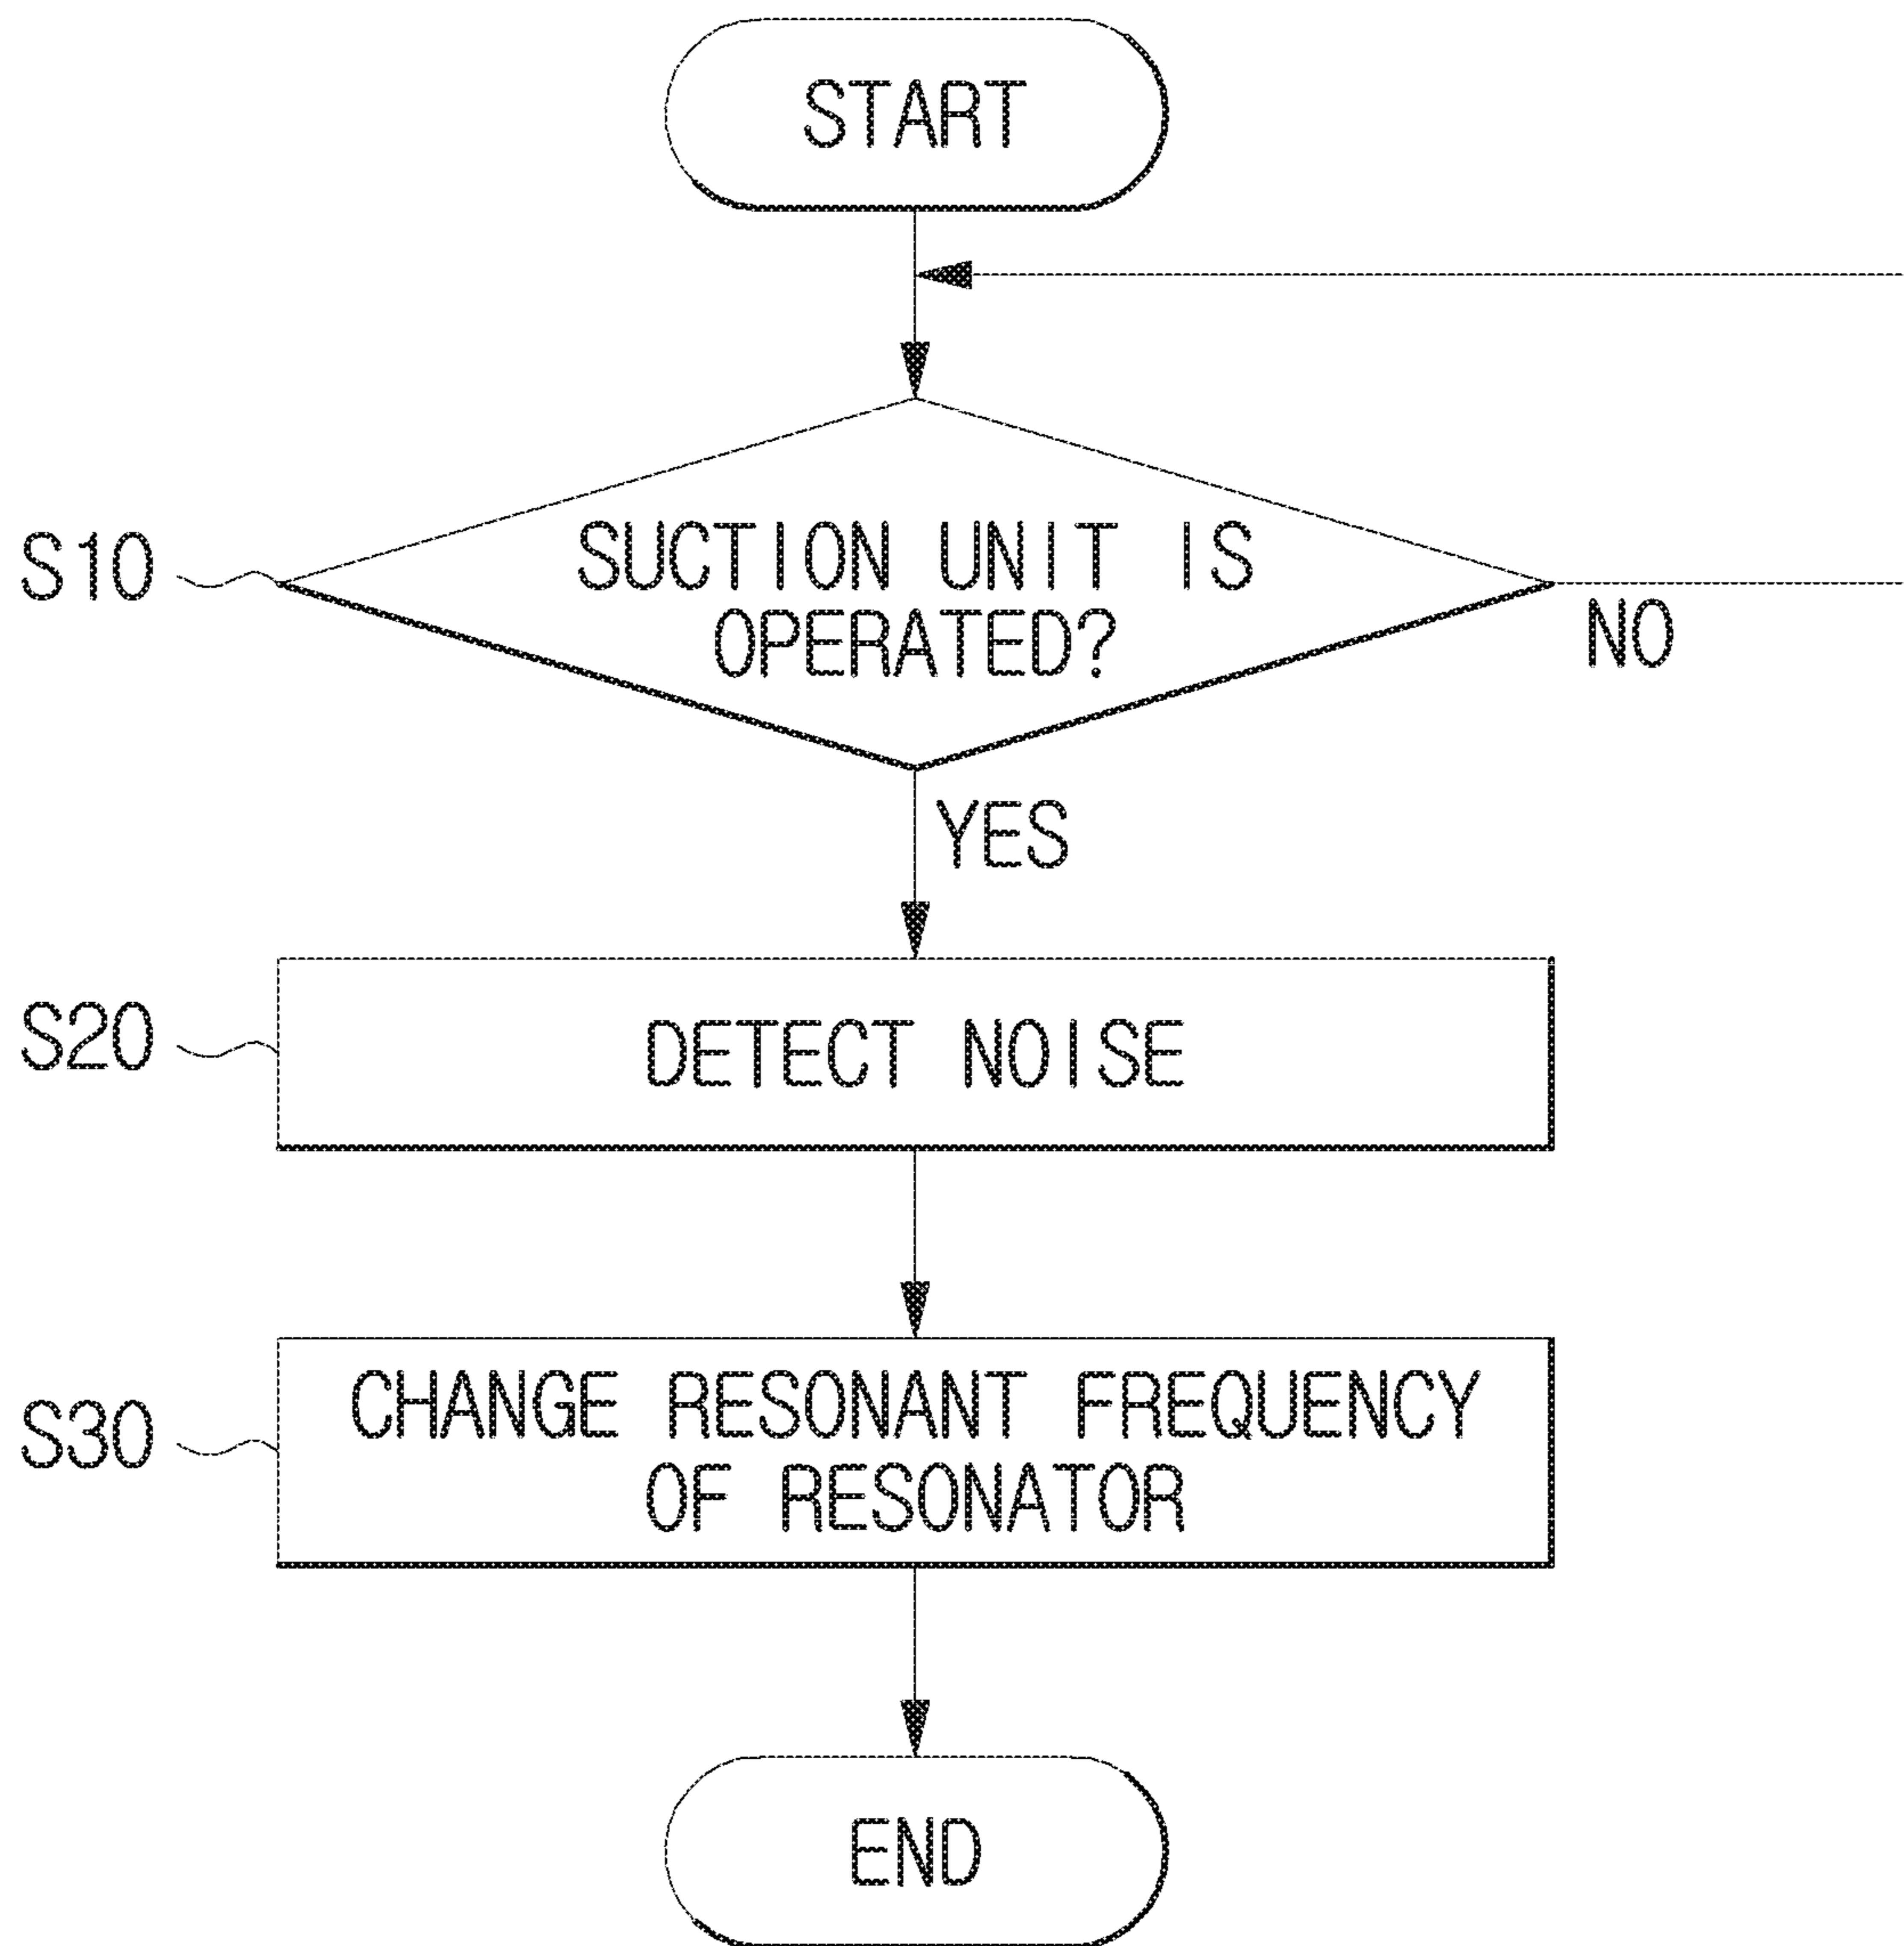 START
S10
SUCTION UNIT IS
OPERATED?
NO
YES
S20
DETECT NOISE
S30
CHANGE RESONANT FREQUENCY
OF RESONATOR
END